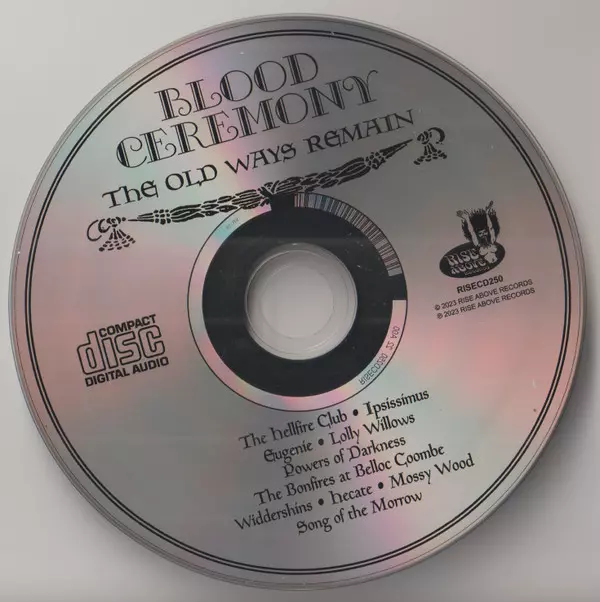 BLOOD
CEREMONY
THE OLD WAYS REMAIN
RISE
ABOVE
RISECD250
© 2023 RISE ABOVE RECORDS
℗ 2023 RISE ABOVE RECORDS
COMPACT
disc
DIGITAL AUDIO
The Hellfire Club • Ipsissimus
Eugenie • Lolly Willows
Powers of Darkness
The Bonfires at Belloc Coombe
Widdershins • Hecate • Mossy Wood
Song of the Morrow